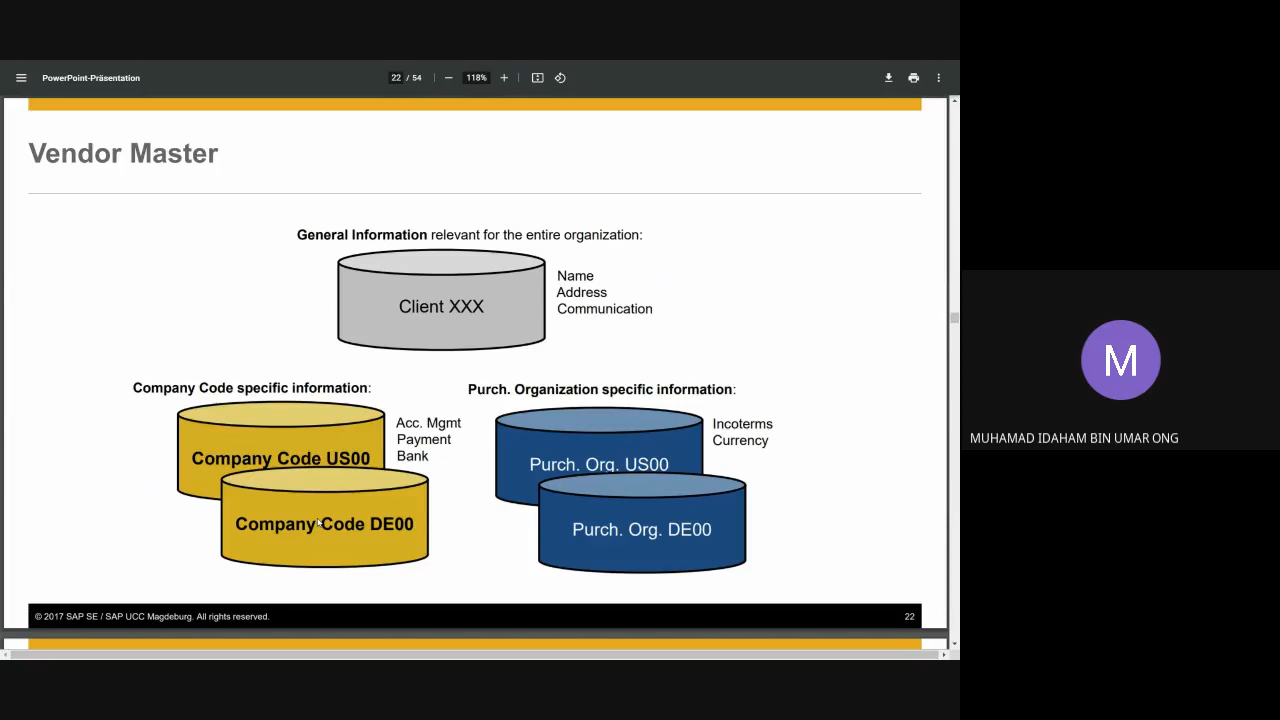 PowerPoint-Präsentation
22 / 54
118%
Vendor Master
General Information relevant for the entire organization:
Client XXX
Name
Address
Communication
Company Code specific information:
Company Code US00
Company Code DE00
Acc. Mgmt
Payment
Bank
Purch. Organization specific information:
Purch. Org. US00
Purch. Org. DE00
Incoterms
Currency
© 2017 SAP SE / SAP UCC Magdeburg. All rights reserved.
22
M
MUHAMAD IDAHAM BIN UMAR ONG